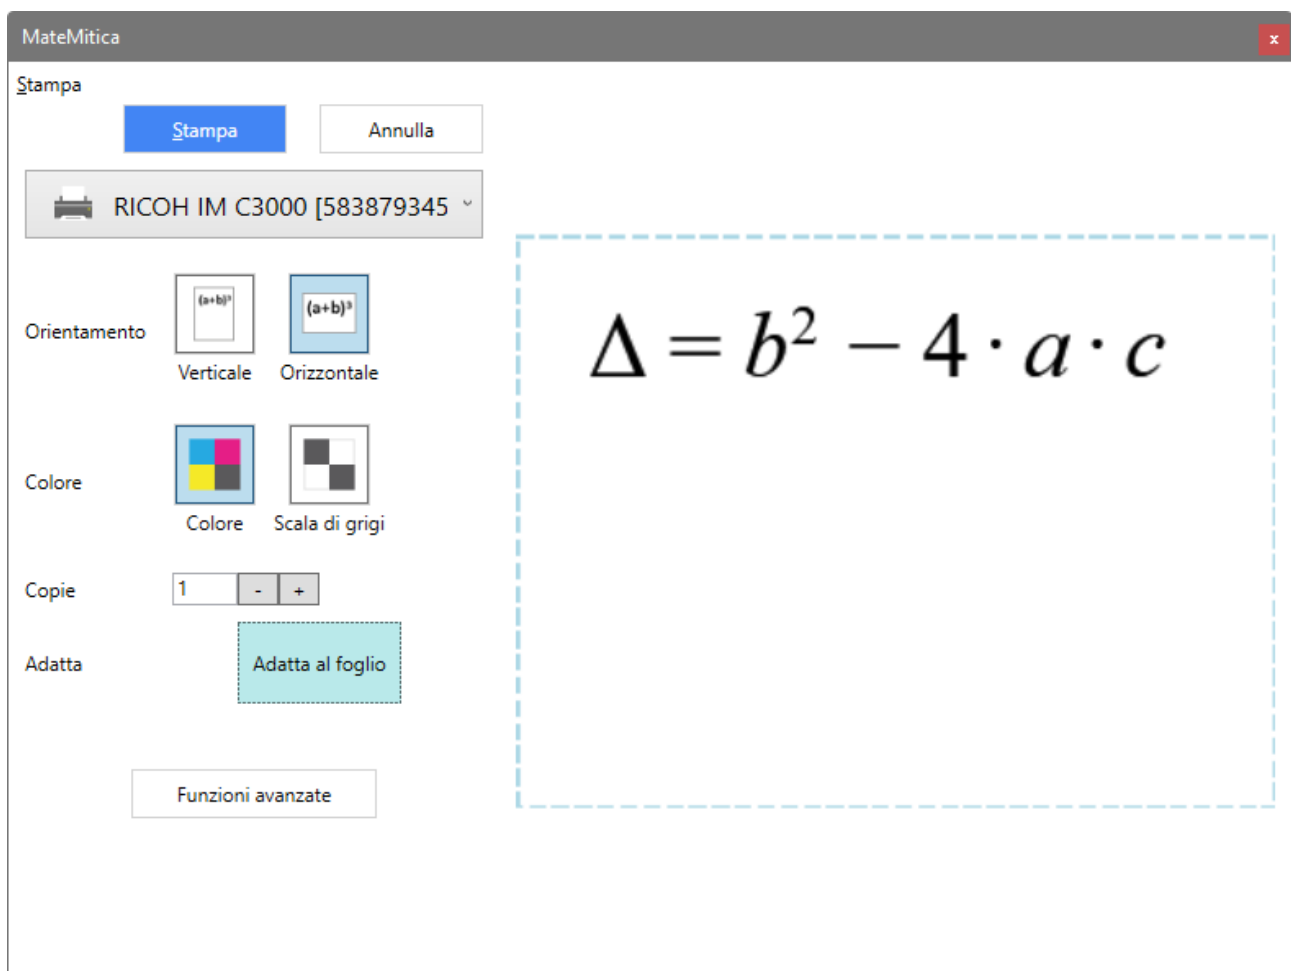 MateMitica
x
Stampa
Stampa Annulla
RICOH IM C3000 [583879345
Orientamento
(a+b)³ (a+b)³
Verticale Orizzontale
Δ = b² − 4 · a · c
Colore
Colore Scala di grigi
Copie 1 - +
Adatta Adatta al foglio
Funzioni avanzate